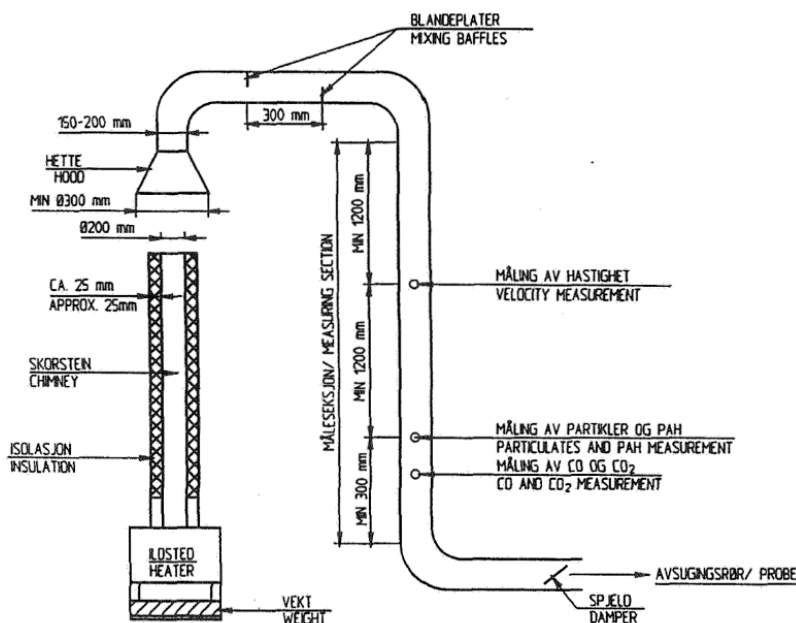 BLANDEPLATER
MIXING BAFFLES
300 mm
150-200 mm
HETTE
HOOD
MIN Ø300 mm
Ø200 mm
CA. 25 mm
APPROX. 25mm
SKORSTEIN
CHIMNEY
ISOLASJON
INSULATION
ILDSTED
HEATER
VEKT
WEIGHT
MÅLESEKSJON/ MEASURING SECTION
MIN 1200 mm
MIN 1200 mm
MIN 300 mm
MÅLING AV HASTIGHET
VELOCITY MEASUREMENT
MÅLING AV PARTIKLER OG PAH
PARTICULATES AND PAH MEASUREMENT
MÅLING AV CO OG CO₂
CO AND CO₂ MEASUREMENT
AVSUGINGSRØR/ PROBE
SPJELD
DAMPER